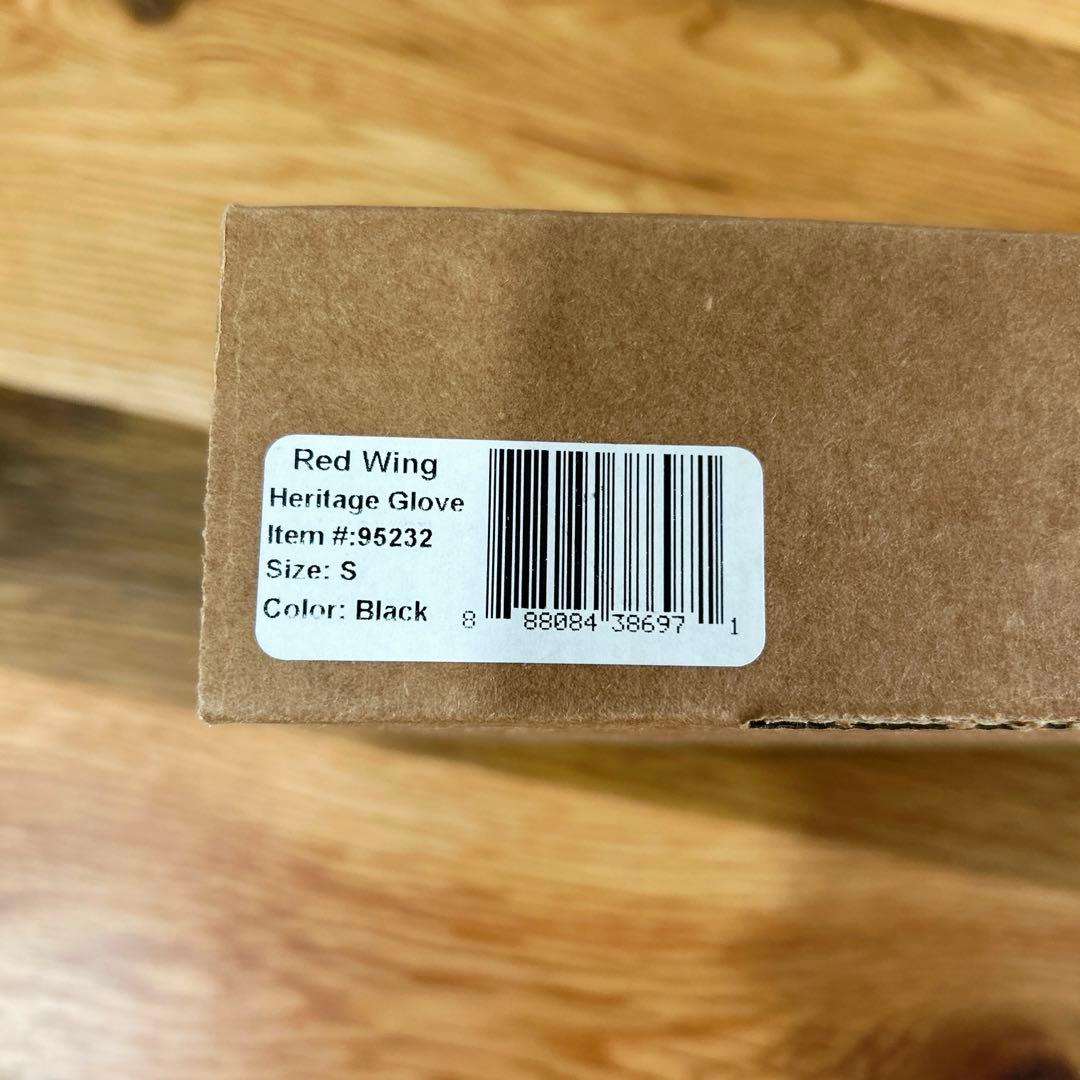 Red Wing
Heritage Glove
Item #:95232
Size: S
Color: Black
8 88084 38697 1